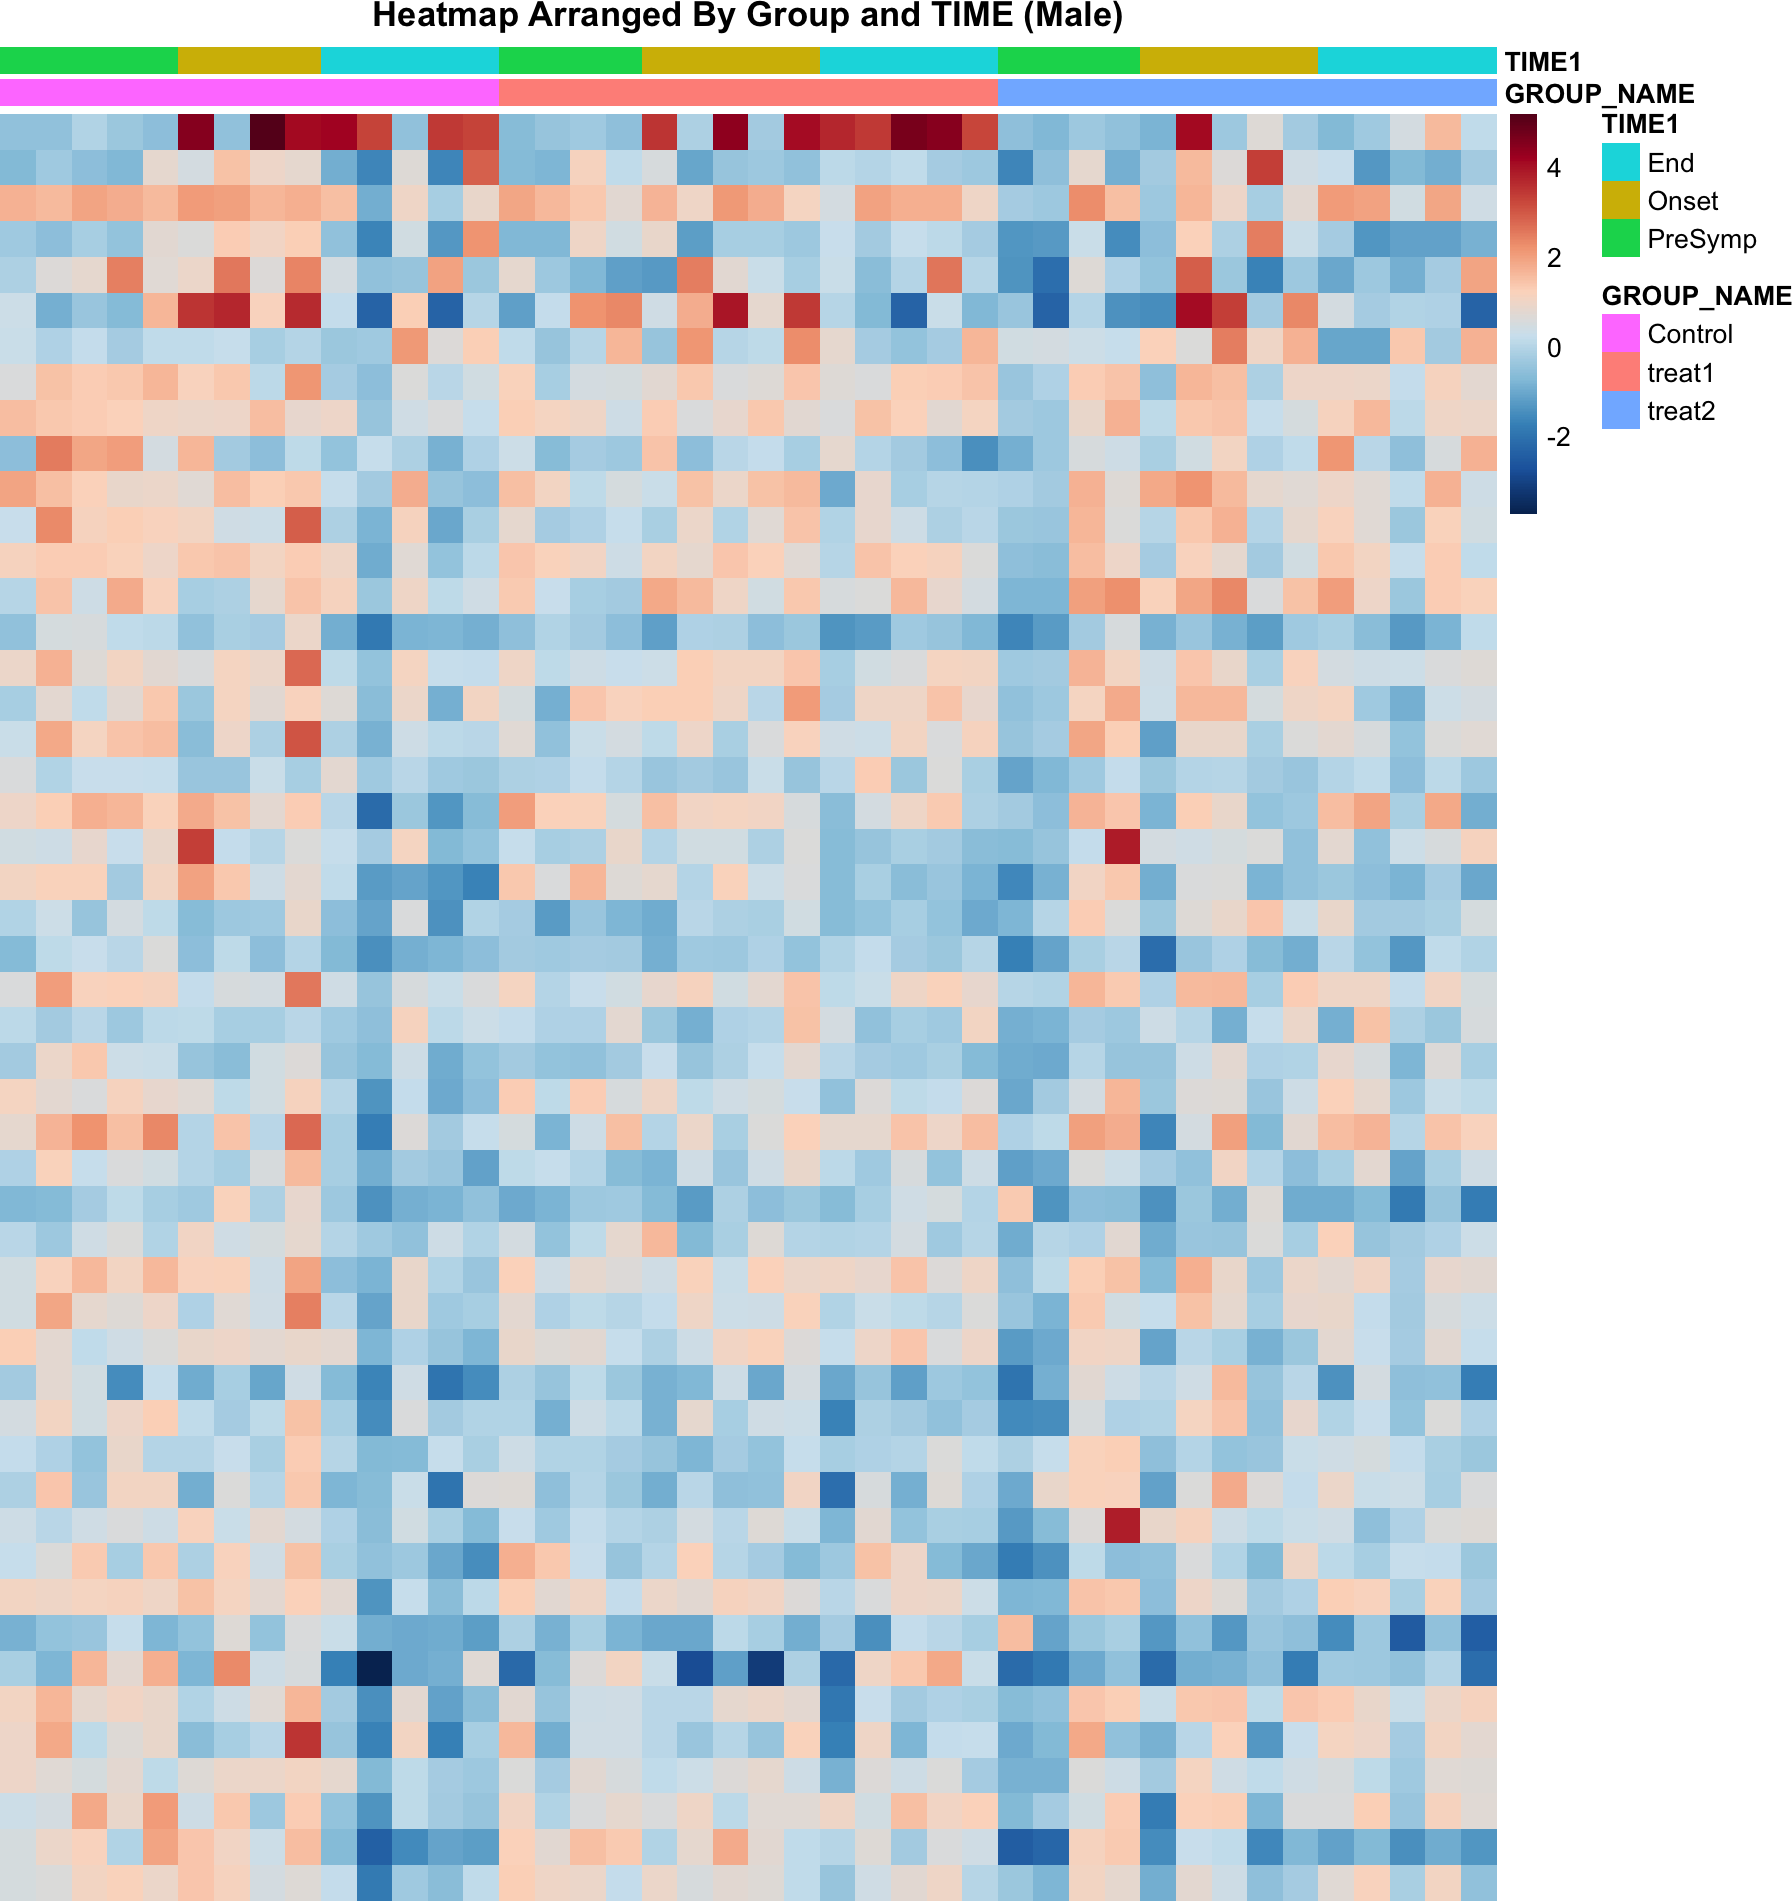 Heatmap Arranged By Group and TIME (Male)
TIME1
GROUP_NAME
TIME1
End
Onset
PreSymp
GROUP_NAME
Control
treat1
treat2
4
2
0
-2